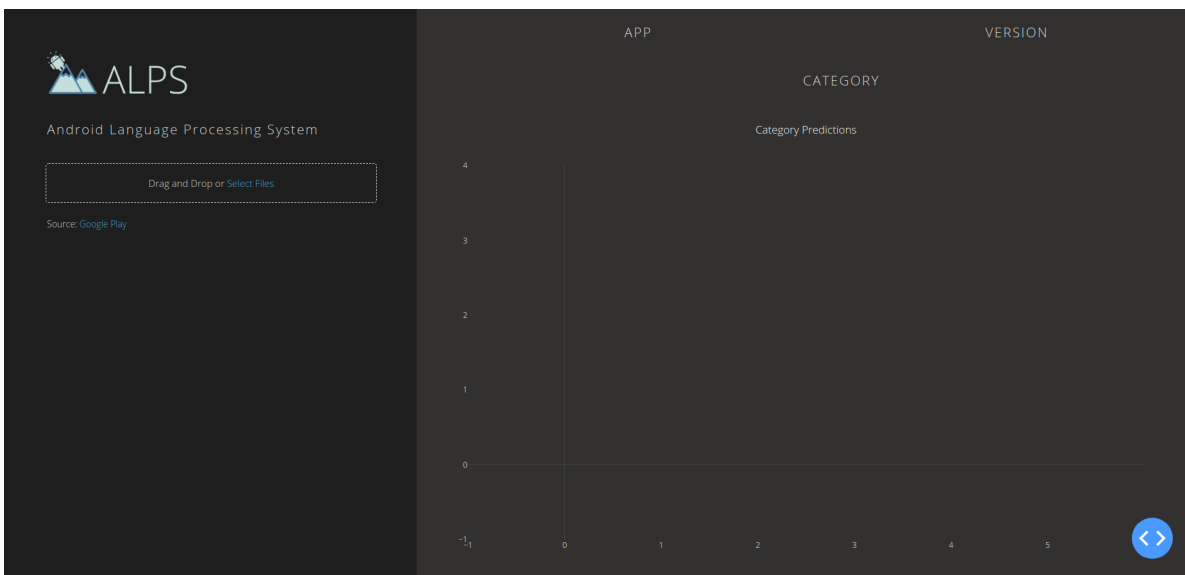 ALPS
Android Language Processing System
Drag and Drop or Select Files
Source: Google Play
APP
VERSION
CATEGORY
Category Predictions
4
3
2
1
0
−1
−1 0 1 2 3 4 5